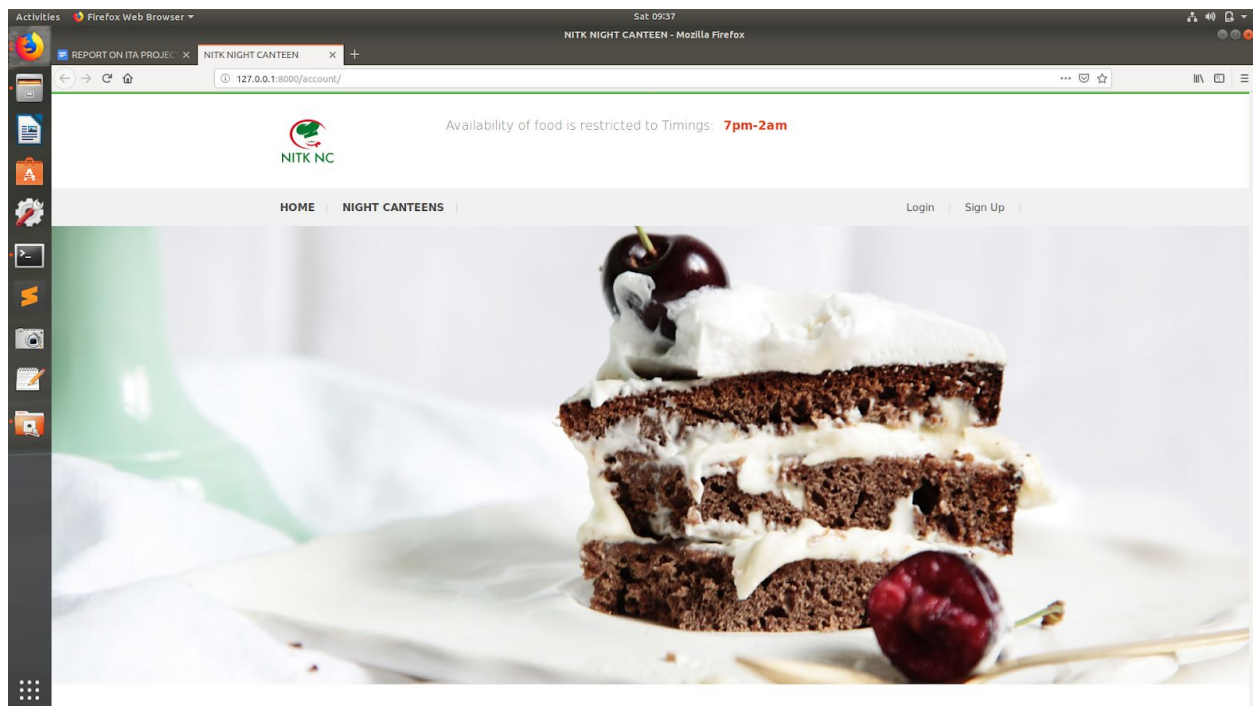 Activities Firefox Web Browser Sat 09:37
NITK NIGHT CANTEEN - Mozilla Firefox
REPORT ON ITA PROJEC NITK NIGHT CANTEEN
127.0.0.1:8000/account/
Availability of food is restricted to Timings: 7pm-2am
NITK NC
HOME NIGHT CANTEENS Login Sign Up